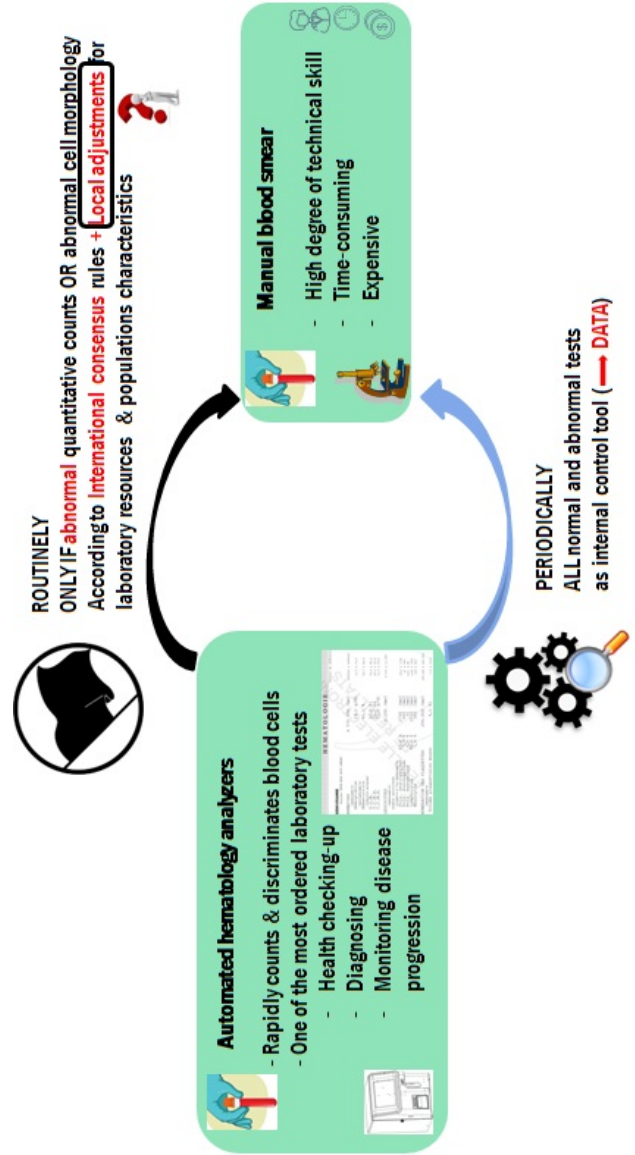 ROUTINELY
ONLY IF abnormal quantitative counts OR abnormal cell morphology
According to International consensus rules + Local adjustments for
laboratory resources & populations characteristics
Automated hematology analyzers
- Rapidly counts & discriminates blood cells
- One of the most ordered laboratory tests
- Health checking-up
- Diagnosing
- Monitoring disease
progression
HEMATOLOGIE
Manual blood smear
- High degree of technical skill
- Time-consuming
- Expensive
PERIODICALLY
ALL normal and abnormal tests
as internal control tool (→ DATA)